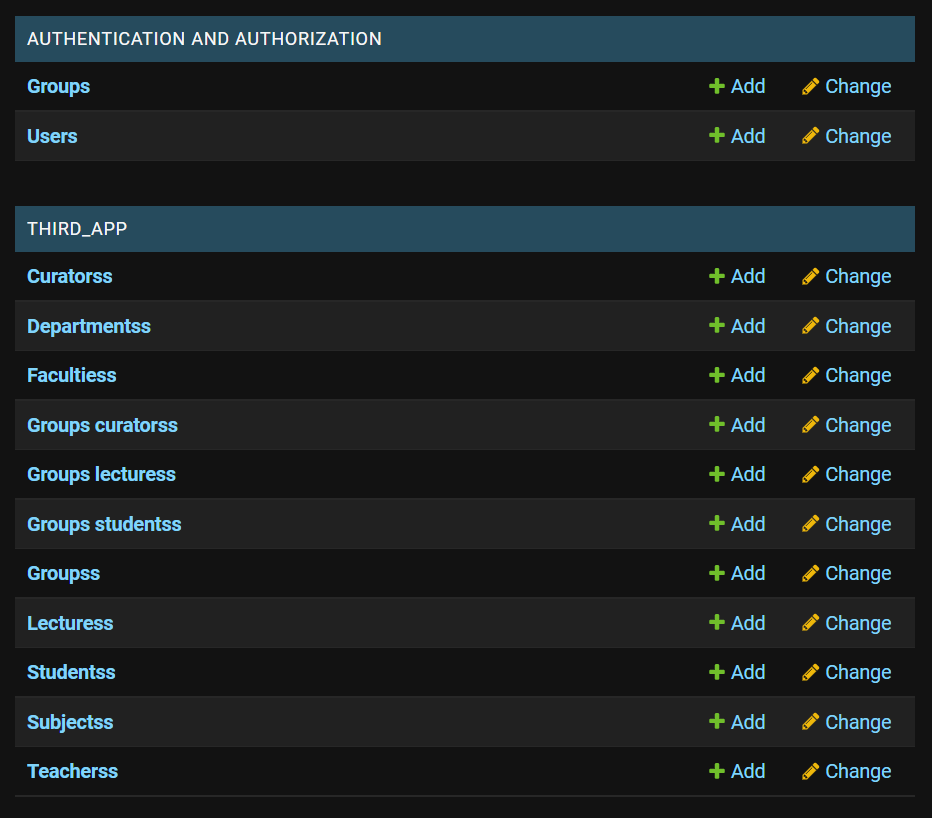 AUTHENTICATION AND AUTHORIZATION
Groups Add Change
Users Add Change
THIRD_APP
Curatorss Add Change
Departmentss Add Change
Facultiess Add Change
Groups curatorss Add Change
Groups lecturess Add Change
Groups studentss Add Change
Groupss Add Change
Lecturess Add Change
Studentss Add Change
Subjectss Add Change
Teacherss Add Change